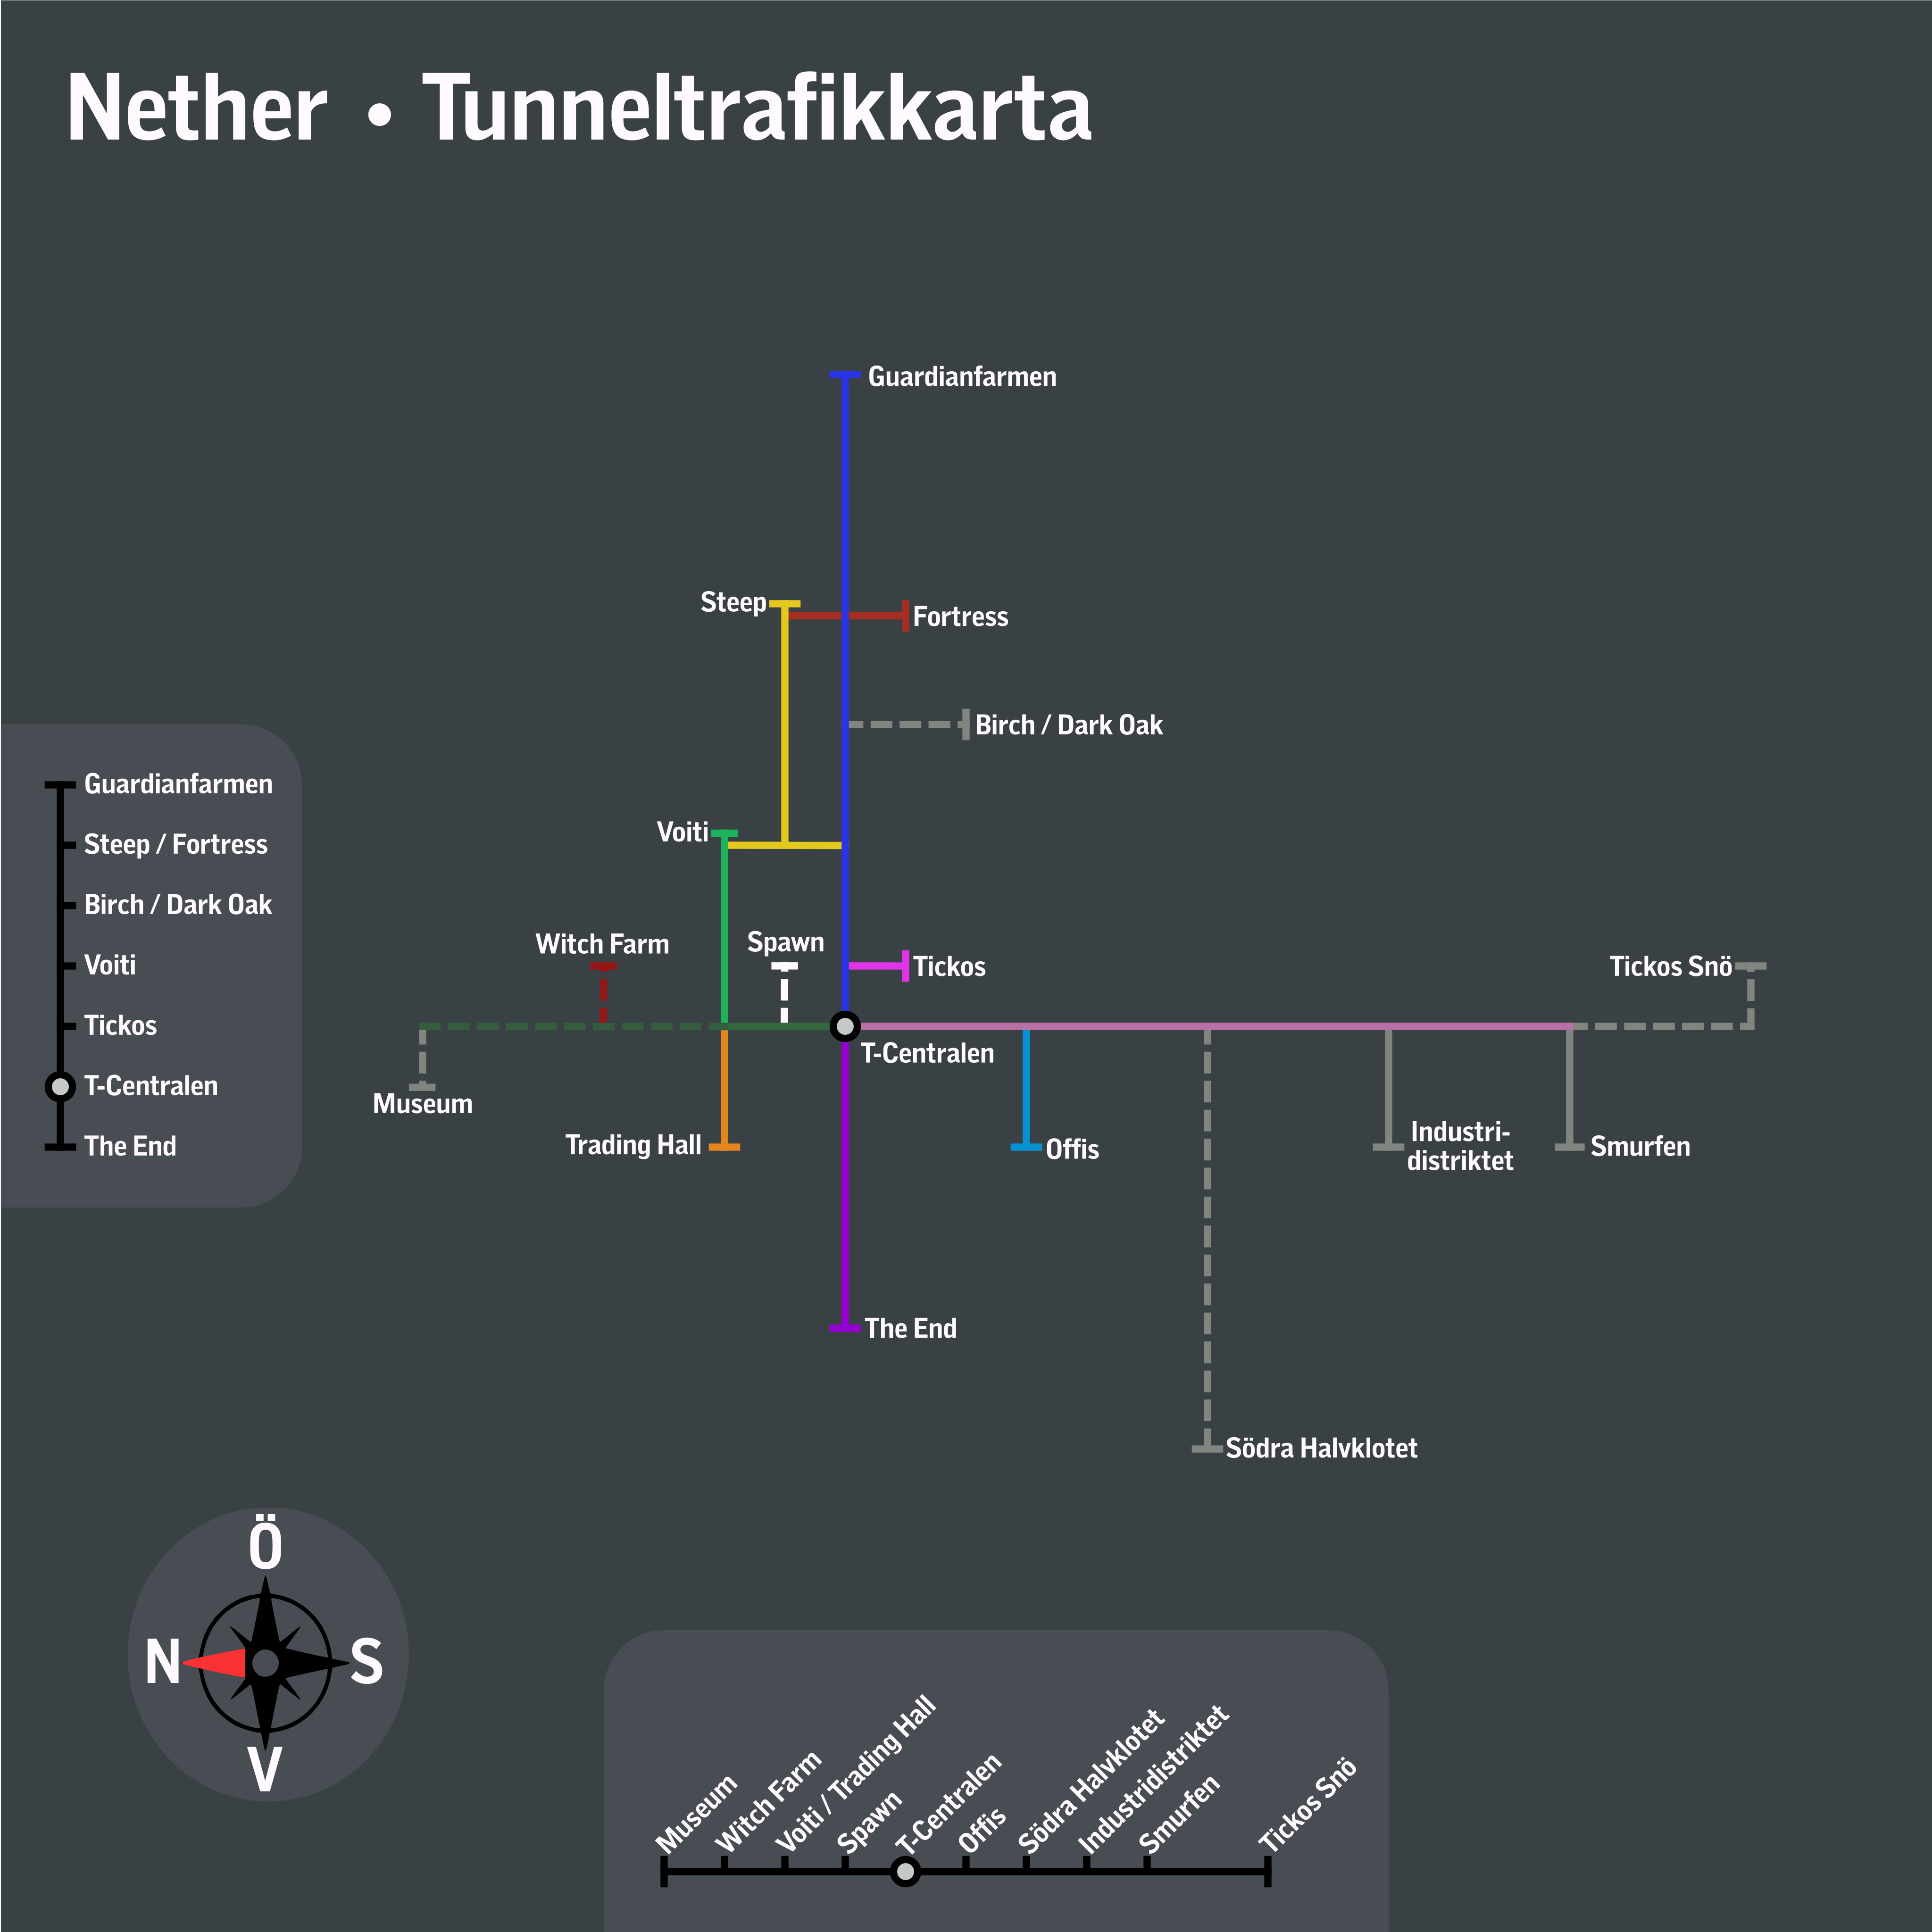 Nether • Tunneltrafikkarta
Guardianfarmen
Steep
Fortress
Birch / Dark Oak
Voiti
Witch Farm
Spawn
Tickos
Tickos Snö
T-Centralen
Museum
Trading Hall
Offis
Industri-
distriktet
Smurfen
The End
Södra Halvklotet
Guardianfarmen
Steep / Fortress
Birch / Dark Oak
Voiti
Tickos
T-Centralen
The End
Ö
N
S
V
Museum
Witch Farm
Voiti / Trading Hall
Spawn
T-Centralen
Offis
Södra Halvklotet
Industridistriktet
Smurfen
Tickos Snö